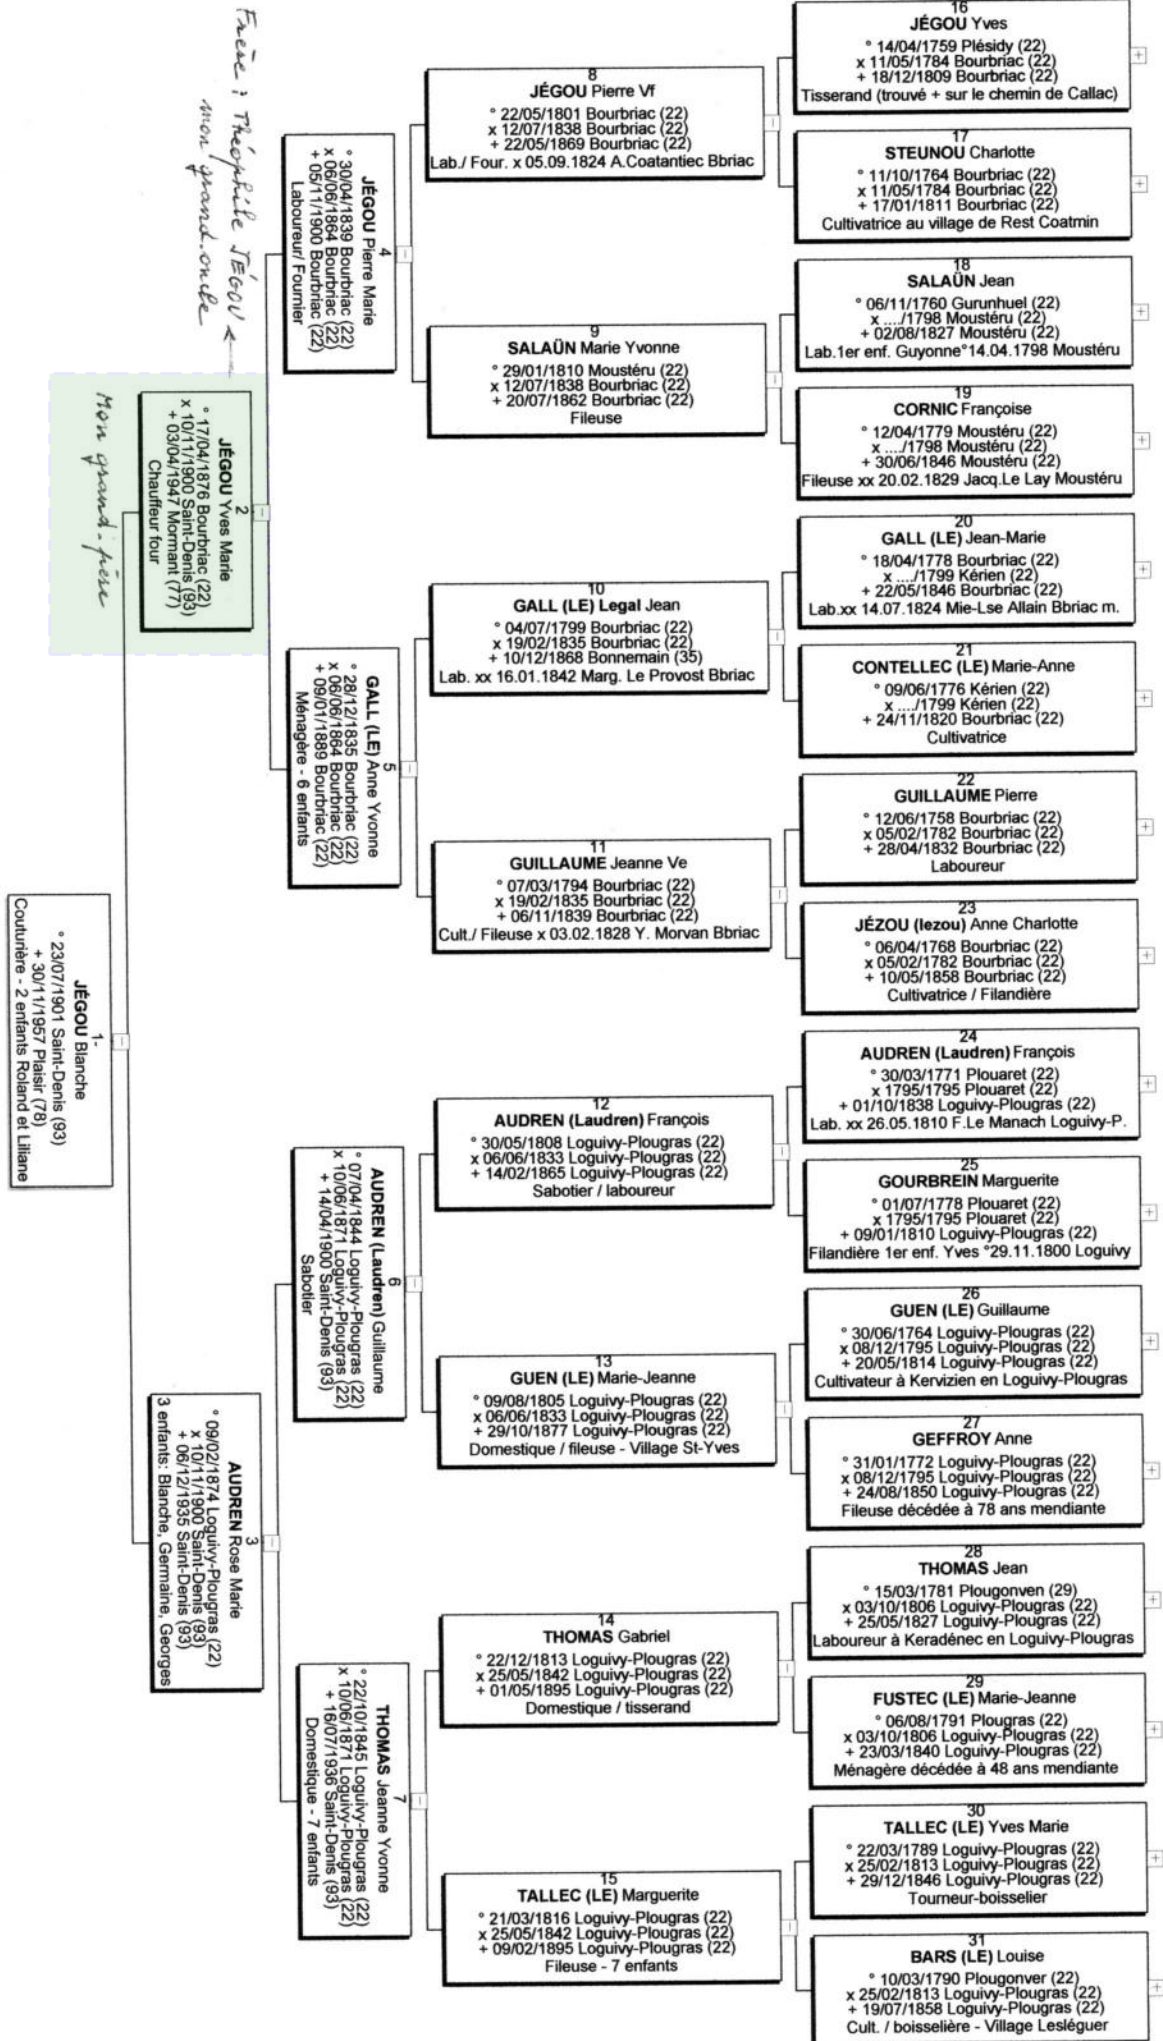 16
JÉGOU Yves
° 14/04/1759 Plésidy (22)
x 11/05/1784 Bourbriac (22)
+ 18/12/1809 Bourbriac (22)
Tisserand (trouvé + sur le chemin de Callac)
17
STEUNOU Charlotte
° 11/10/1764 Bourbriac (22)
x 11/05/1784 Bourbriac (22)
+ 17/01/1811 Bourbriac (22)
Cultivatrice au village de Rest Coatmin
18
SALAÜN Jean
° 06/11/1760 Gurunhuel (22)
x ..../1798 Moustéru (22)
+ 02/08/1827 Moustéru (22)
Lab.1er enf. Guyonne°14.04.1798 Moustéru
19
CORNIC Françoise
° 12/04/1779 Moustéru (22)
x ..../1798 Moustéru (22)
+ 30/06/1846 Moustéru (22)
Fileuse xx 20.02.1829 Jacq.Le Lay Moustéru
20
GALL (LE) Jean-Marie
° 18/04/1778 Bourbriac (22)
x ..../1799 Kérien (22)
+ 22/05/1846 Bourbriac (22)
Lab.xx 14.07.1824 Mie-Lse Allain Bbriac m.
21
CONTELLEC (LE) Marie-Anne
° 09/06/1776 Kérien (22)
x ..../1799 Kérien (22)
+ 24/11/1820 Bourbriac (22)
Cultivatrice
22
GUILLAUME Pierre
° 12/06/1758 Bourbriac (22)
x 05/02/1782 Bourbriac (22)
+ 28/04/1832 Bourbriac (22)
Laboureur
23
JÉZOU (Iezou) Anne Charlotte
° 06/04/1768 Bourbriac (22)
x 05/02/1782 Bourbriac (22)
+ 10/05/1858 Bourbriac (22)
Cultivatrice / Filandière
24
AUDREN (Laudren) François
° 30/03/1771 Plouaret (22)
x 1795/1795 Plouaret (22)
+ 01/10/1838 Loguivy-Plougras (22)
Lab. xx 26.05.1810 F.Le Manach Loguivy-P.
25
GOURBREIN Marguerite
° 01/07/1778 Plouaret (22)
x 1795/1795 Plouaret (22)
+ 09/01/1810 Loguivy-Plougras (22)
Filandière 1er enf. Yves °29.11.1800 Loguivy
26
GUEN (LE) Guillaume
° 30/06/1764 Loguivy-Plougras (22)
x 08/12/1795 Loguivy-Plougras (22)
+ 20/05/1814 Loguivy-Plougras (22)
Cultivateur à Kervizien en Loguivy-Plougras
27
GEFFROY Anne
° 31/01/1772 Loguivy-Plougras (22)
x 08/12/1795 Loguivy-Plougras (22)
+ 24/08/1850 Loguivy-Plougras (22)
Fileuse décédée à 78 ans mendiante
28
THOMAS Jean
° 15/03/1781 Plougonven (29)
x 03/10/1806 Loguivy-Plougras (22)
+ 25/05/1827 Loguivy-Plougras (22)
Laboureur à Keradénec en Loguivy-Plougras
29
FUSTEC (LE) Marie-Jeanne
° 06/08/1791 Plougras (22)
x 03/10/1806 Loguivy-Plougras (22)
+ 23/03/1840 Loguivy-Plougras (22)
Ménagère décédée à 48 ans mendiante
30
TALLEC (LE) Yves Marie
° 22/03/1789 Loguivy-Plougras (22)
x 25/02/1813 Loguivy-Plougras (22)
+ 29/12/1846 Loguivy-Plougras (22)
Tourneur-boisselier
31
BARS (LE) Louise
° 10/03/1790 Plougonver (22)
x 25/02/1813 Loguivy-Plougras (22)
+ 19/07/1858 Loguivy-Plougras (22)
Cult. / boisselière - Village Lesléguer
8
JÉGOU Pierre Vf
° 22/05/1801 Bourbriac (22)
x 12/07/1838 Bourbriac (22)
+ 22/05/1869 Bourbriac (22)
Lab./ Four. x 05.09.1824 A.Coatantiec Bbriac
9
SALAÜN Marie Yvonne
° 29/01/1810 Moustéru (22)
x 12/07/1838 Bourbriac (22)
+ 20/07/1862 Bourbriac (22)
Fileuse
10
GALL (LE) Legal Jean
° 04/07/1799 Bourbriac (22)
x 19/02/1835 Bourbriac (22)
+ 10/12/1868 Bonnemain (35)
Lab. xx 16.01.1842 Marg. Le Provost Bbriac
11
GUILLAUME Jeanne Ve
° 07/03/1794 Bourbriac (22)
x 19/02/1835 Bourbriac (22)
+ 06/11/1839 Bourbriac (22)
Cult./ Fileuse x 03.02.1828 Y. Morvan Bbriac
12
AUDREN (Laudren) François
° 30/05/1808 Loguivy-Plougras (22)
x 06/06/1833 Loguivy-Plougras (22)
+ 14/02/1865 Loguivy-Plougras (22)
Sabotier / laboureur
13
GUEN (LE) Marie-Jeanne
° 09/08/1805 Loguivy-Plougras (22)
x 06/06/1833 Loguivy-Plougras (22)
+ 29/10/1877 Loguivy-Plougras (22)
Domestique / fileuse - Village St-Yves
14
THOMAS Gabriel
° 22/12/1813 Loguivy-Plougras (22)
x 25/05/1842 Loguivy-Plougras (22)
+ 01/05/1895 Loguivy-Plougras (22)
Domestique / tisserand
15
TALLEC (LE) Marguerite
° 21/03/1816 Loguivy-Plougras (22)
x 25/05/1842 Loguivy-Plougras (22)
+ 09/02/1895 Loguivy-Plougras (22)
Fileuse - 7 enfants
4
JÉGOU Pierre Marie
° 30/04/1839 Bourbriac (22)
x 06/06/1864 Bourbriac (22)
+ 05/11/1900 Bourbriac (22)
Laboureur/ Fournier
5
GALL (LE) Anne Yvonne
° 28/12/1835 Bourbriac (22)
x 06/06/1864 Bourbriac (22)
+ 09/01/1889 Bourbriac (22)
Ménagère - 6 enfants
6
AUDREN (Laudren) Guillaume
° 07/04/1844 Loguivy-Plougras (22)
x 10/06/1871 Loguivy-Plougras (22)
+ 14/04/1900 Saint-Denis (93)
Sabotier
7
THOMAS Jeanne Yvonne
° 22/10/1845 Loguivy-Plougras (22)
x 10/06/1871 Loguivy-Plougras (22)
+ 16/07/1936 Saint-Denis (93)
Domestique - 7 enfants
Frère : Théophile JÉGOU ←
mon grand.oncle
2
JÉGOU Yves Marie
° 17/04/1876 Bourbriac (22)
x 10/11/1900 Saint-Denis (93)
+ 03/04/1947 Mormant (77)
Chauffeur four
Mon grand-père
3
AUDREN Rose Marie
° 09/02/1874 Loguivy-Plougras (22)
x 10/11/1900 Saint-Denis (93)
+ 06/12/1935 Saint-Denis (93)
3 enfants: Blanche, Germaine, Georges
1-
JÉGOU Blanche
° 23/07/1901 Saint-Denis (93)
+ 30/11/1957 Plaisir (78)
Couturière - 2 enfants Roland et Liliane